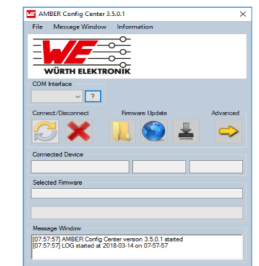 AMBER Config Center 3.5.0.1
File Message Window Information
WE
WÜRTH ELEKTRONIK
COM Interface
?
Connect/Disconnect Firmware Update Advanced
Connected Device
Selected Firmware
Message Window
[07:57:57] AMBER Config Center version 3.5.0.1 started
[07:57:57] LOG started at 2018-03-14 on 07-57-57